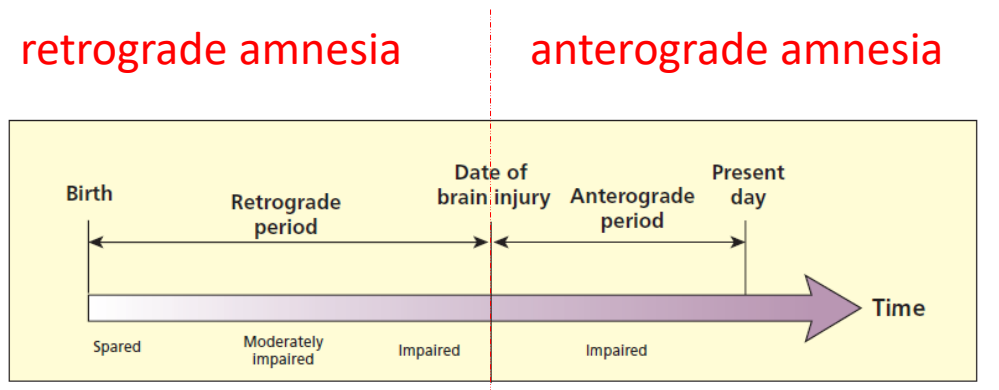 retrograde amnesia
anterograde amnesia
Birth
Retrograde
period
Date of
brain injury
Anterograde
period
Present
day
Time
Spared
Moderately
impaired
Impaired
Impaired